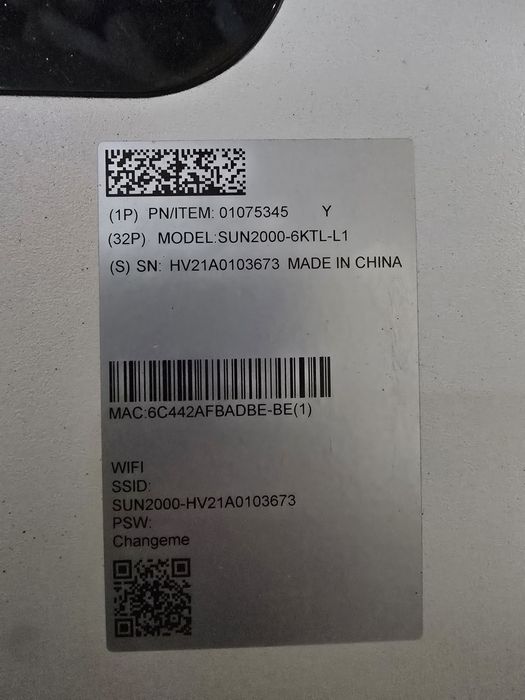 (1P) PN/ITEM: 01075345 Y
(32P) MODEL:SUN2000-6KTL-L1
(S) SN: HV21A0103673 MADE IN CHINA
MAC:6C442AFBADBE-BE(1)
WIFI
SSID:
SUN2000-HV21A0103673
PSW:
Changeme